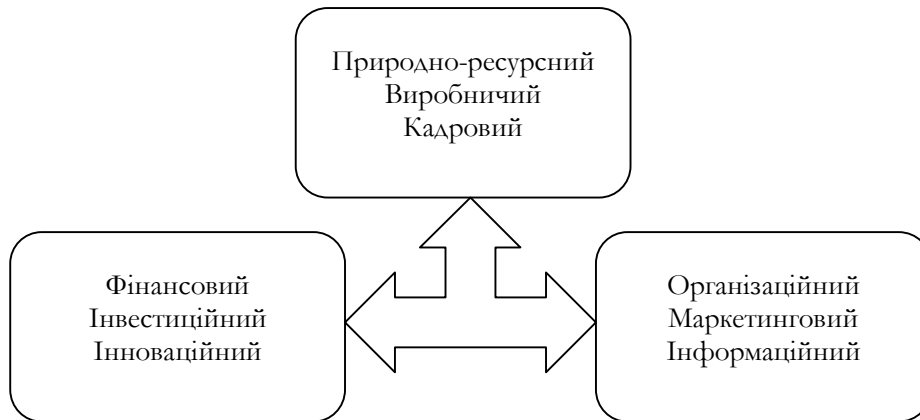 Природно-ресурсний
Виробничий
Кадровий
Фінансовий
Інвестиційний
Інноваційний
Організаційний
Маркетинговий
Інформаційний